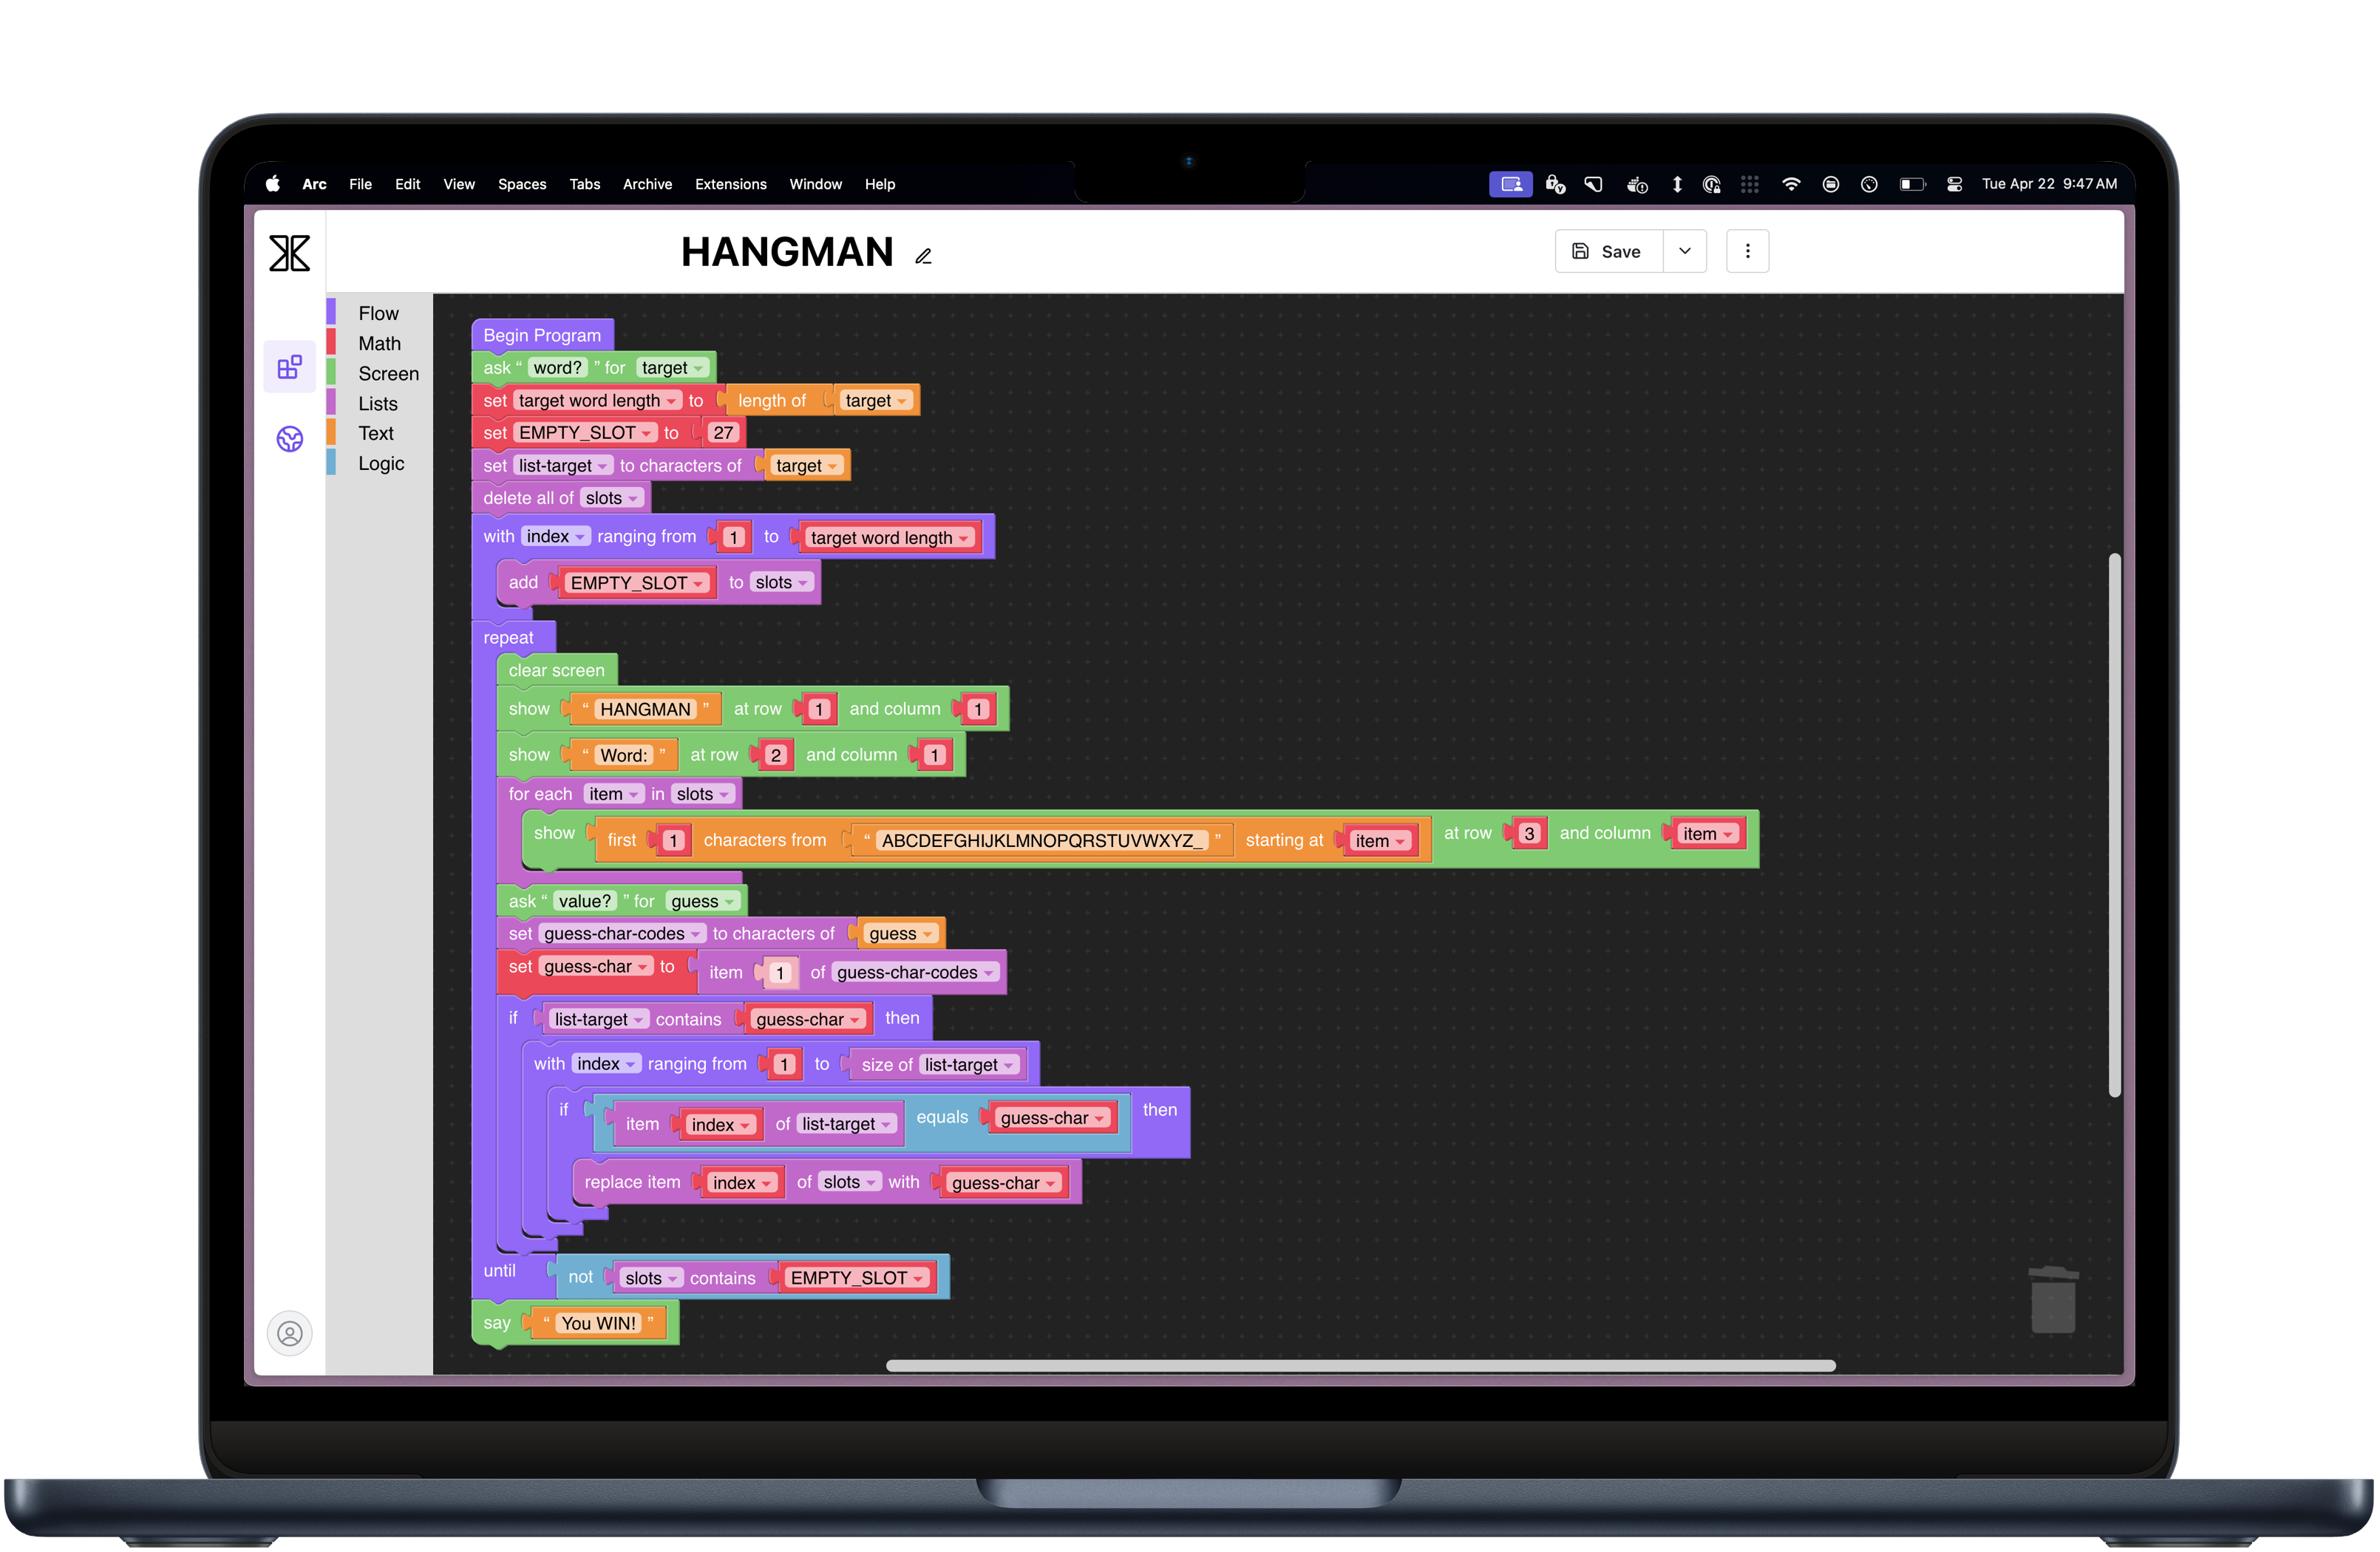 Arc File Edit View Spaces Tabs Archive Extensions Window Help Tue Apr 22 9:47 AM
HANGMAN Save
Flow
Math
Screen
Lists
Text
Logic
Begin Program
ask “ word? ” for target
set target word length to length of target
set EMPTY_SLOT to 27
set list-target to characters of target
delete all of slots
with index ranging from 1 to target word length
add EMPTY_SLOT to slots
repeat
clear screen
show “ HANGMAN ” at row 1 and column 1
show “ Word: ” at row 2 and column 1
for each item in slots
show first 1 characters from “ ABCDEFGHIJKLMNOPQRSTUVWXYZ_ ” starting at item at row 3 and column item
ask “ value? ” for guess
set guess-char-codes to characters of guess
set guess-char to item 1 of guess-char-codes
if list-target contains guess-char then
with index ranging from 1 to size of list-target
if item index of list-target equals guess-char then
replace item index of slots with guess-char
until not slots contains EMPTY_SLOT
say “ You WIN! ”